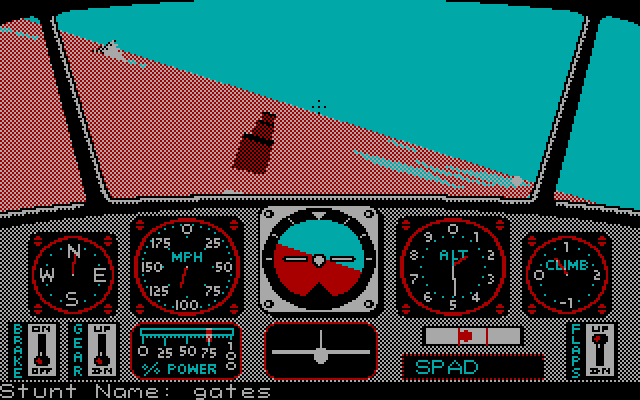 N
W E
S
0
175 25
MPH
150 50
125 75
100
0
9 1
ALT
8 2
7 3
6 4
5
1
CLIMB
0 2
-1
BRAKE
ON
OFF
GEAR
UP
DN
0 25 50 75 100
% POWER
SPAD
FLAPS
UP
DN
Stunt Name: gates